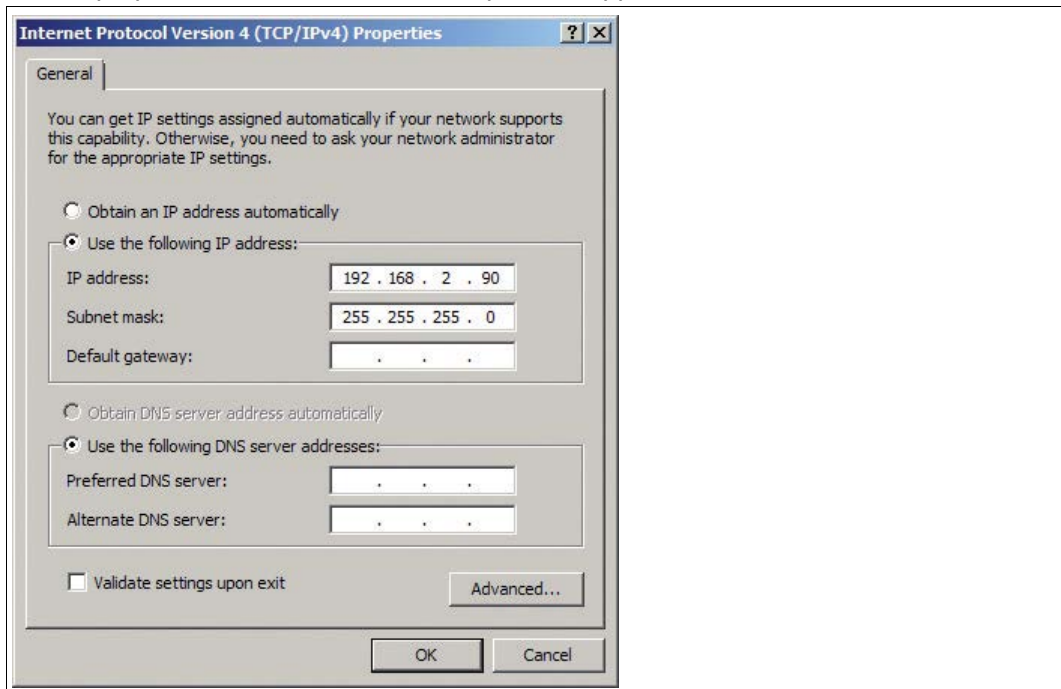 Internet Protocol Version 4 (TCP/IPv4) Properties
General
You can get IP settings assigned automatically if your network supports
this capability. Otherwise, you need to ask your network administrator
for the appropriate IP settings.
Obtain an IP address automatically
Use the following IP address:
IP address: 192 . 168 . 2 . 90
Subnet mask: 255 . 255 . 255 . 0
Default gateway: . . .
Obtain DNS server address automatically
Use the following DNS server addresses:
Preferred DNS server: . . .
Alternate DNS server: . . .
Validate settings upon exit
Advanced...
OK Cancel